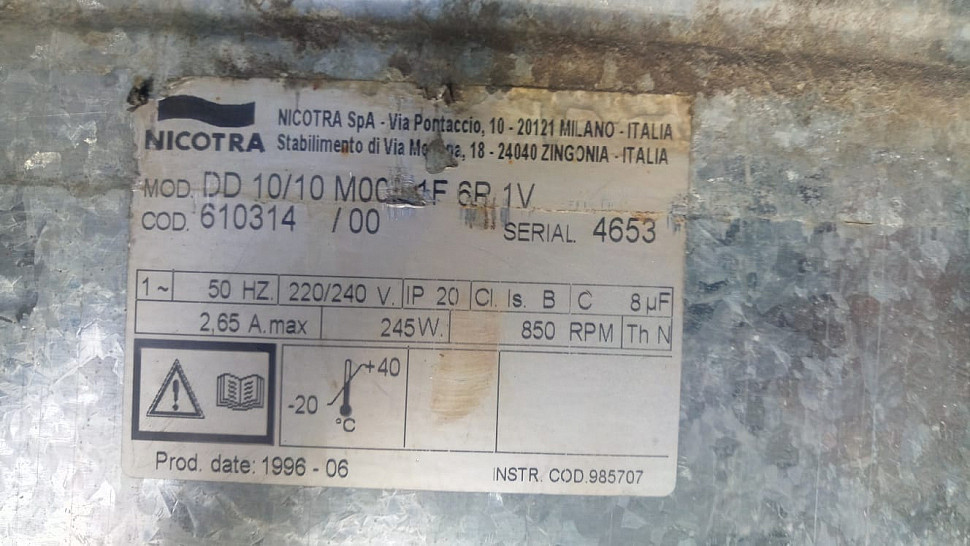 NICOTRA
NICOTRA SpA - Via Pontaccio, 10 - 20121 MILANO - ITALIA
Stabilimento di Via, 18 - 24040 ZINGONIA - ITALIA
MOD. DD 10/10 1F 6P 1V
COD. 610314 / 00 SERIAL 4653
1 ~ 50 HZ. 220/240 V. IP 20 Cl. Is. B C 8 µF
2,65 A.max 245W. 850 RPM Th N
+40
-20
°C
Prod. date: 1996 - 06 INSTR. COD.985707